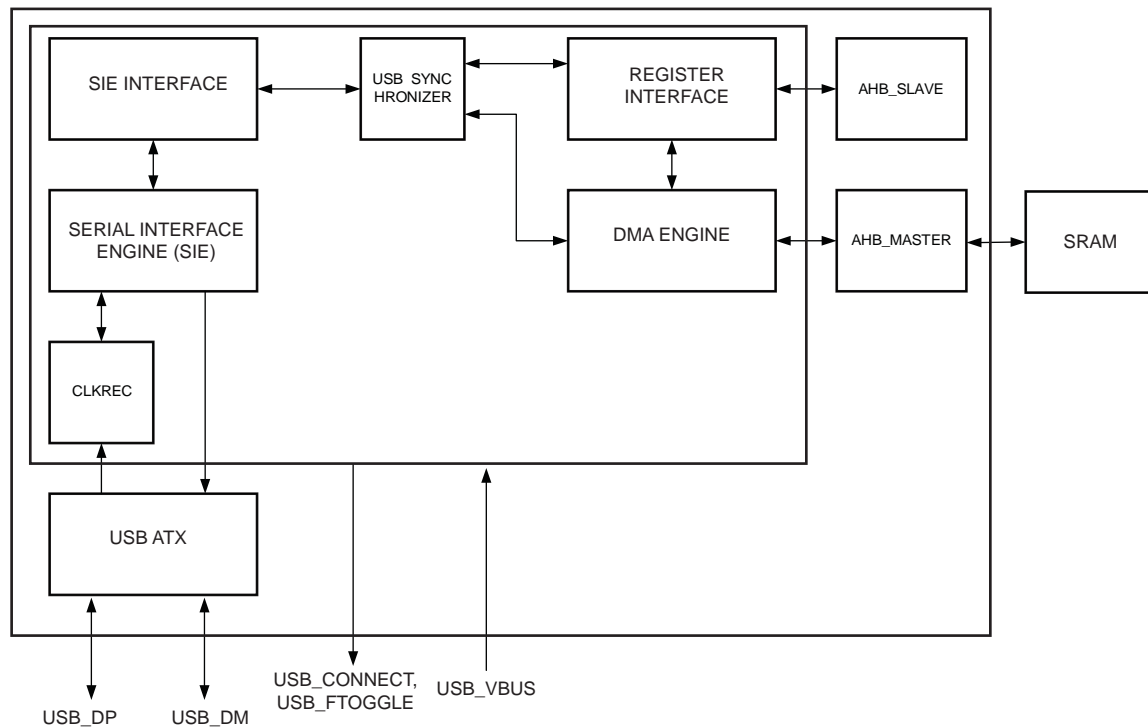 SIE INTERFACE
USB SYNC
HRONIZER
REGISTER
INTERFACE
AHB_SLAVE
SERIAL INTERFACE
ENGINE (SIE)
DMA ENGINE
AHB_MASTER
SRAM
CLKREC
USB ATX
USB_CONNECT,
USB_FTOGGLE
USB_VBUS
USB_DP
USB_DM